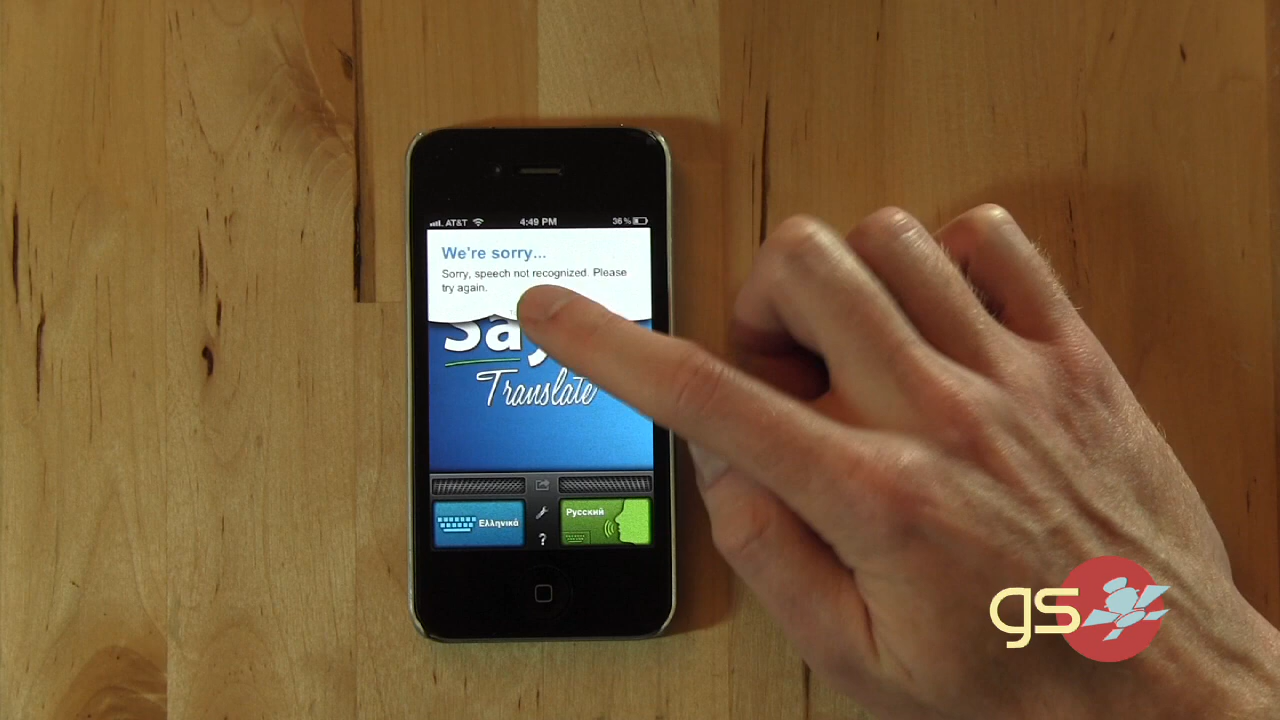 AT&T 4:49 PM 36%
We're sorry...
Sorry, speech not recognized. Please
try again.
Translate
Ελληνικά
Русский
?
gs